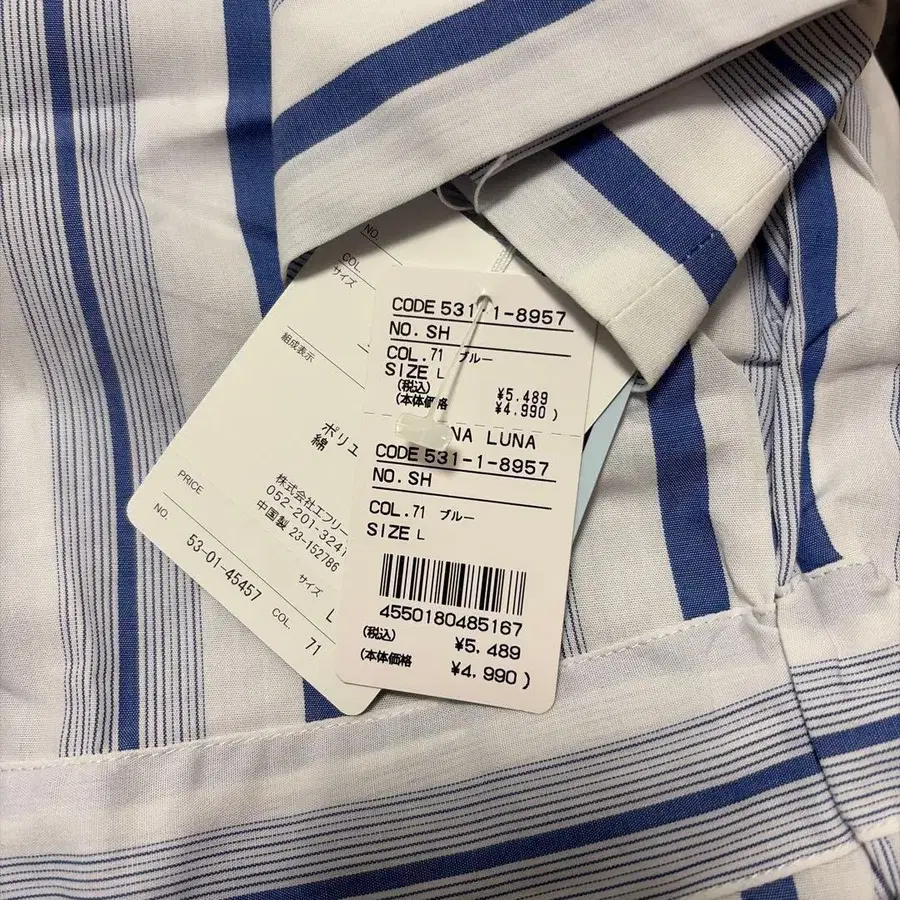 CODE 531-1-8957
NO. SH
COL. 71 ブルー
SIZE L
(税込) ¥5.489
(本体価格 ¥4.990)
NA LUNA
CODE 531-1-8957
NO. SH
COL. 71 ブルー
SIZE L
4550180485167
(税込) ¥5.489
(本体価格 ¥4.990)
NO.
COL.
サイズ
組成表示
ポリュ
綿
株式会社エフリー
052-201-3241
中国製 23-152786
PRICE
NO. サイズ
53-01-45457 L
COL.
71